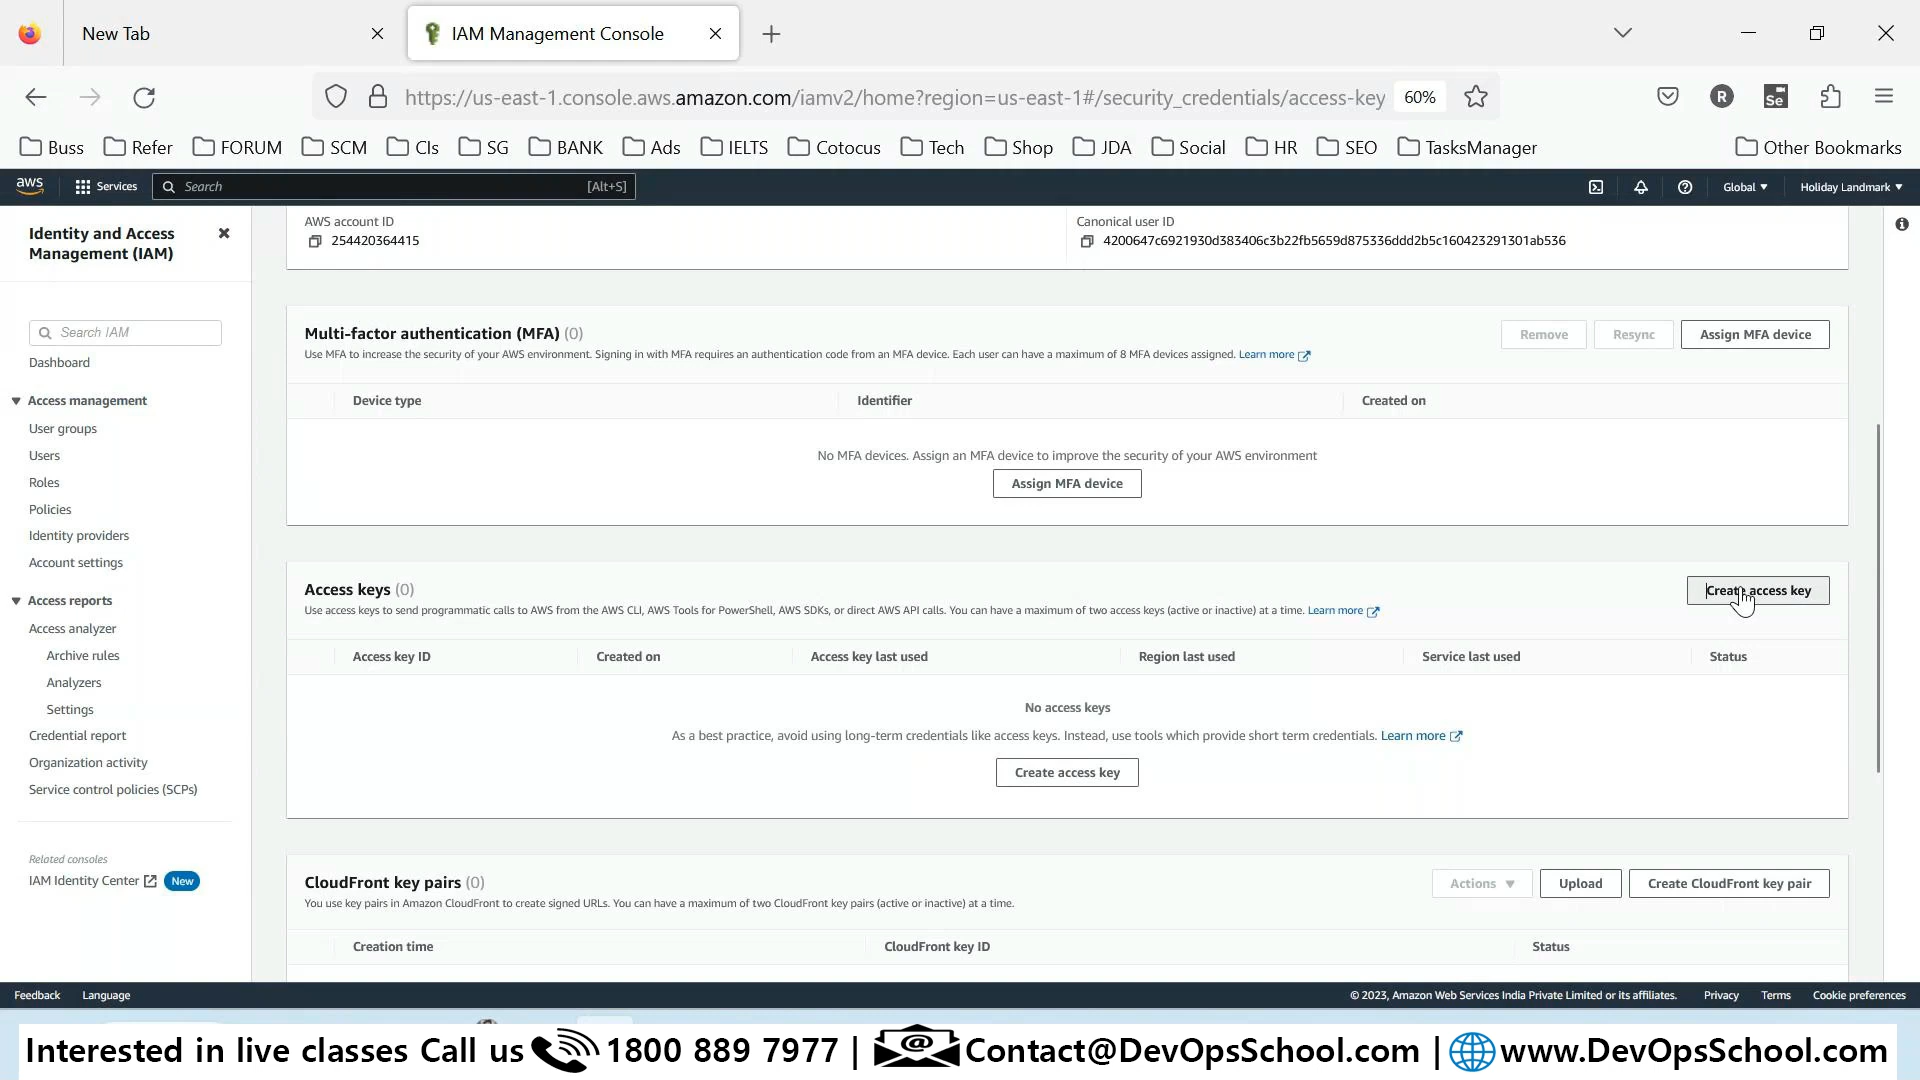 New Tab
IAM Management Console
https://us-east-1.console.aws.amazon.com/iamv2/home?region=us-east-1#/security_credentials/access-key
60%
R
Se
Buss
Refer
FORUM
SCM
Cls
SG
BANK
Ads
IELTS
Cotocus
Tech
Shop
JDA
Social
HR
SEO
TasksManager
Other Bookmarks
aws
Services
Search
[Alt+S]
Global
Holiday Landmark
Identity and Access
Management (IAM)
Search IAM
Dashboard
Access management
User groups
Users
Roles
Policies
Identity providers
Account settings
Access reports
Access analyzer
Archive rules
Analyzers
Settings
Credential report
Organization activity
Service control policies (SCPs)
Related consoles
IAM Identity Center
New
AWS account ID
254420364415
Canonical user ID
4200647c6921930d383406c3b22fb5659d875336ddd2b5c160423291301ab536
Multi-factor authentication (MFA) (0)
Use MFA to increase the security of your AWS environment. Signing in with MFA requires an authentication code from an MFA device. Each user can have a maximum of 8 MFA devices assigned. Learn more
Remove
Resync
Assign MFA device
Device type
Identifier
Created on
No MFA devices. Assign an MFA device to improve the security of your AWS environment
Assign MFA device
Access keys (0)
Use access keys to send programmatic calls to AWS from the AWS CLI, AWS Tools for PowerShell, AWS SDKs, or direct AWS API calls. You can have a maximum of two access keys (active or inactive) at a time. Learn more
Create access key
Access key ID
Created on
Access key last used
Region last used
Service last used
Status
No access keys
As a best practice, avoid using long-term credentials like access keys. Instead, use tools which provide short term credentials. Learn more
Create access key
CloudFront key pairs (0)
You use key pairs in Amazon CloudFront to create signed URLs. You can have a maximum of two CloudFront key pairs (active or inactive) at a time.
Actions
Upload
Create CloudFront key pair
Creation time
CloudFront key ID
Status
Feedback
Language
© 2023, Amazon Web Services India Private Limited or its affiliates.
Privacy
Terms
Cookie preferences
Interested in live classes Call us 1800 889 7977 | Contact@DevOpsSchool.com | www.DevOpsSchool.com